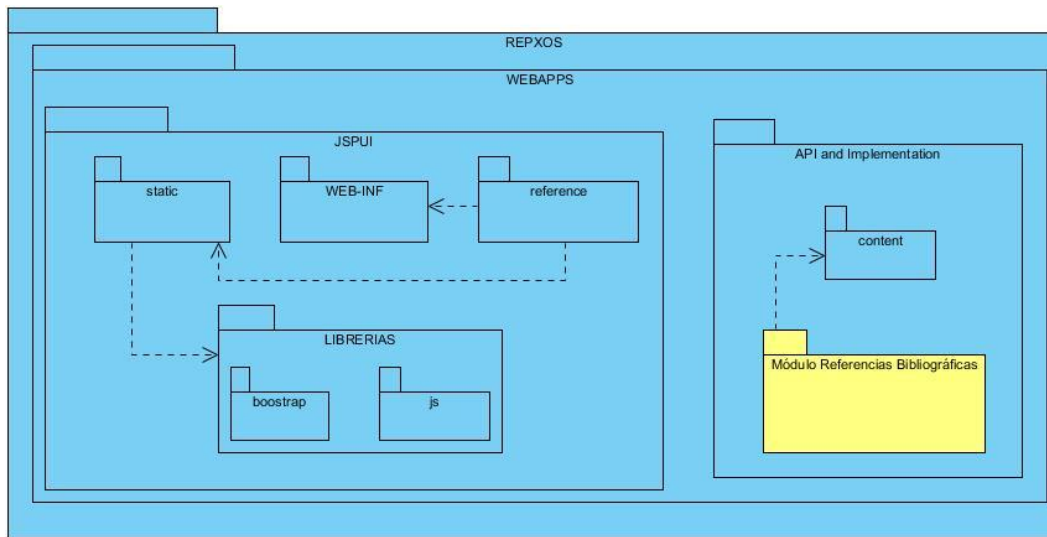 REPXOS
WEBAPPS
JSPUI
static
WEB-INF
reference
LIBRERIAS
boostrap
js
API and Implementation
content
Módulo Referencias Bibliográficas